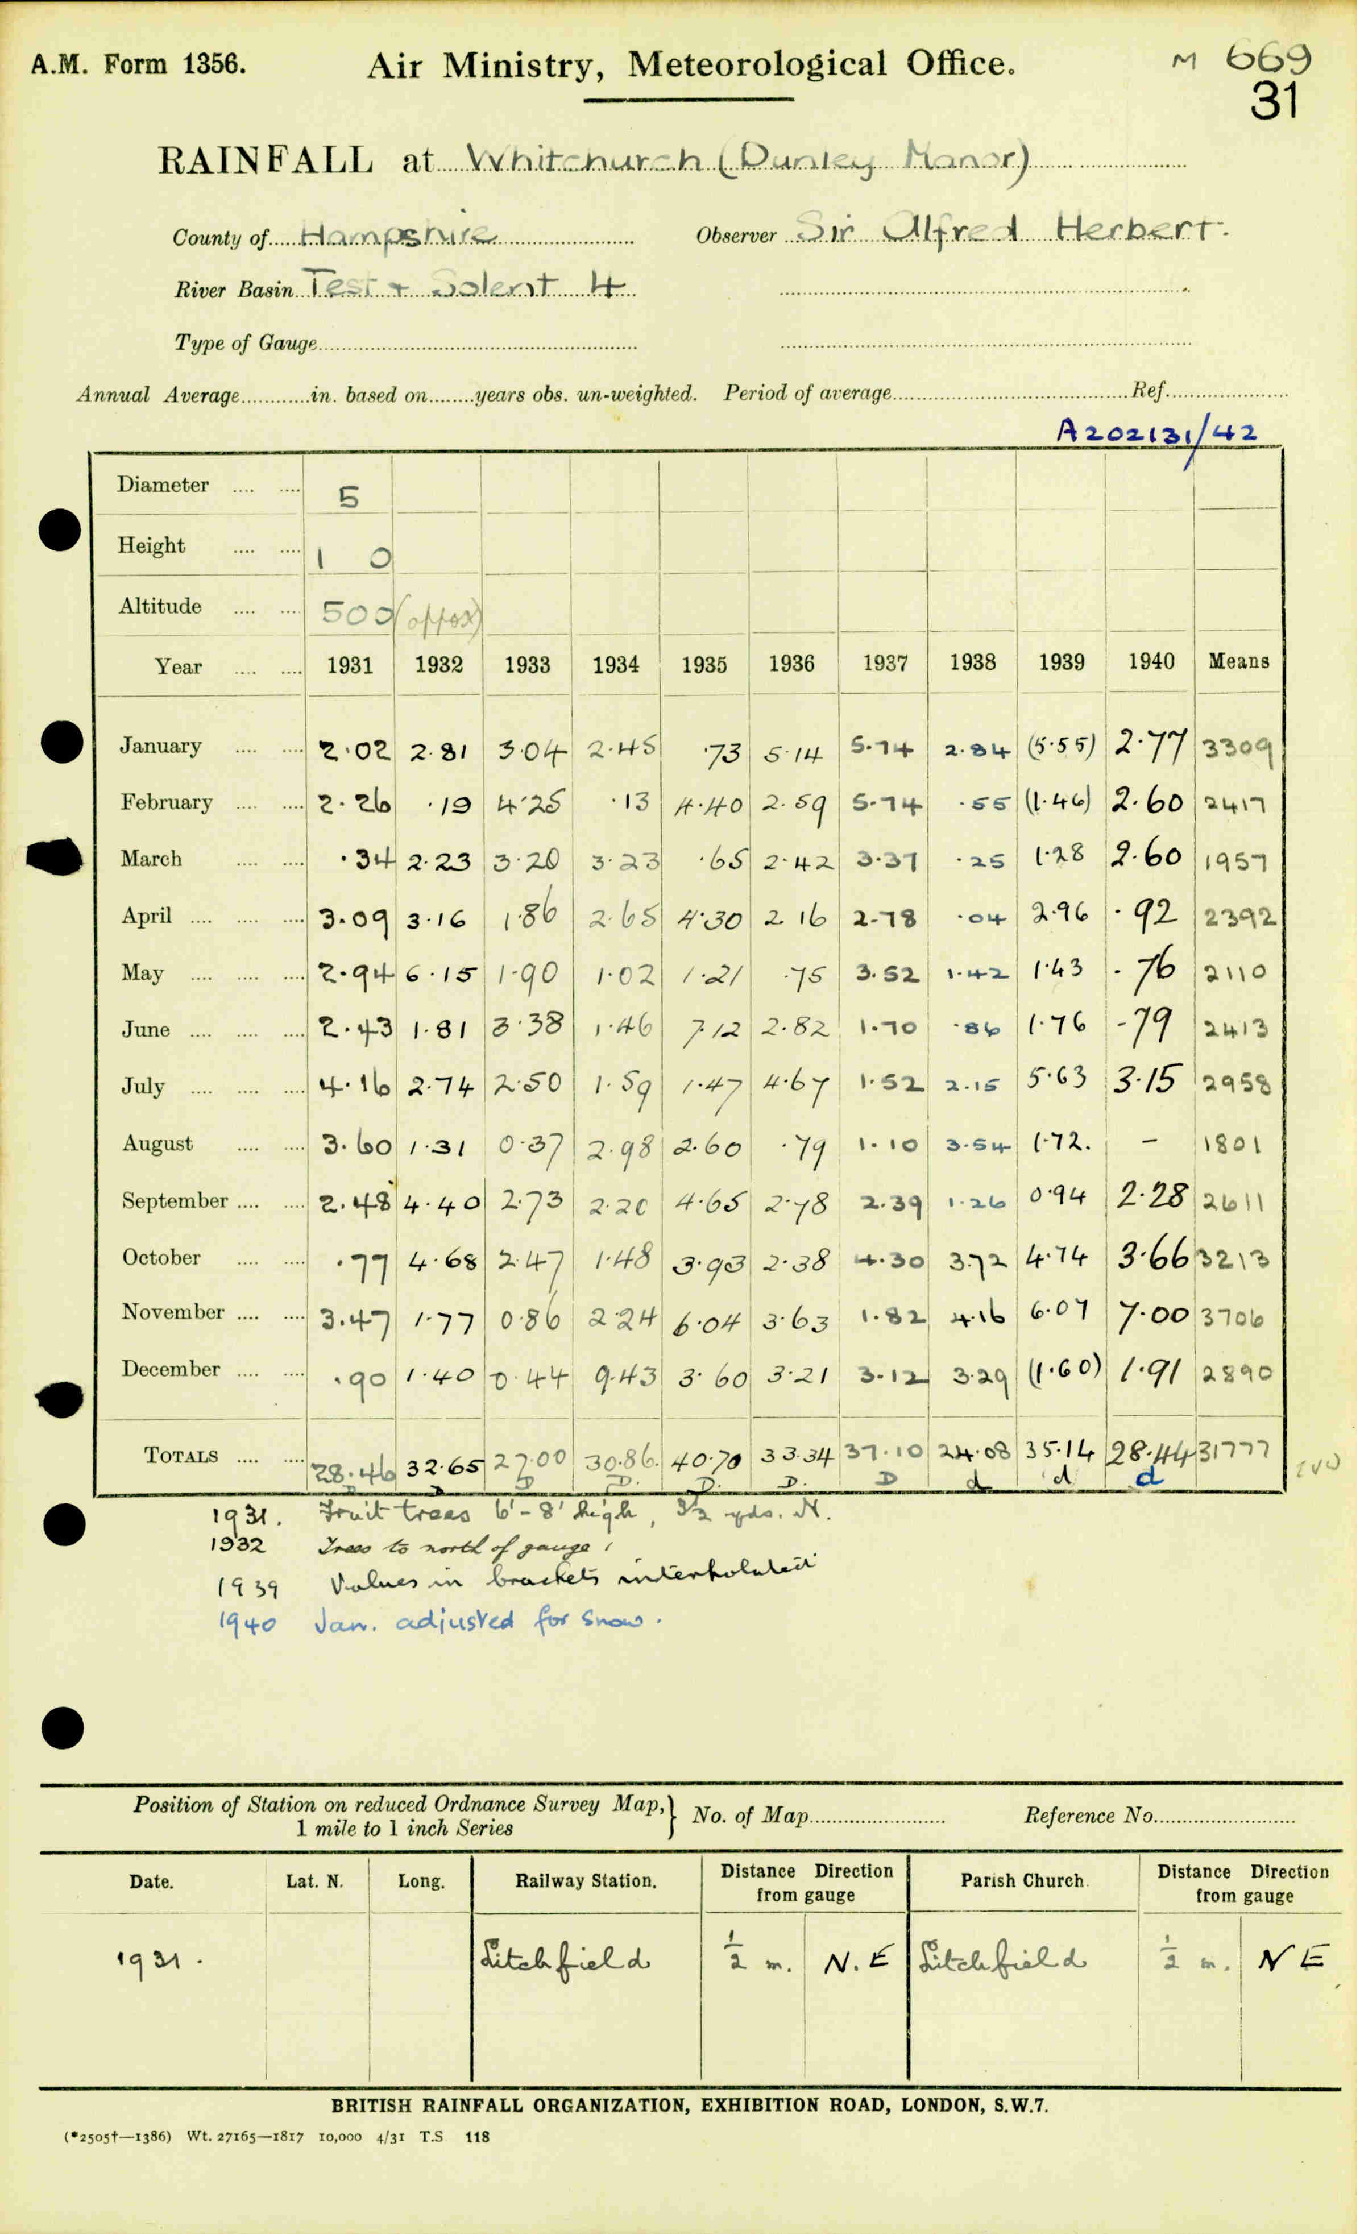 A.M. Form 1356. Air Ministry, Meteorological Office. M 669
31
RAINFALL at Whitchurch (Dunley Manor)
County of Hampshire Observer Sir Alfred Herbert.
River Basin Test + Solent 4
Type of Gauge
Annual Average in. based on years obs. un-weighted. Period of average Ref.
A202131/42
Diameter 5
Height 1 0
Altitude 500 (approx)
Year 1931 1932 1933 1934 1935 1936 1937 1938 1939 1940 Means
January 2.02 2.81 3.04 2.45 .73 5.14 5.74 2.84 (5.55) 2.77 3309
February 2.26 .19 4.25 .13 4.40 2.59 5.74 .55 (1.46) 2.60 2417
March .34 2.23 3.20 3.23 .65 2.42 3.37 .25 1.28 2.60 1957
April 3.09 3.16 1.86 2.65 4.30 2.16 2.78 .04 2.96 .92 2392
May 2.94 6.15 1.90 1.02 1.21 .75 3.52 1.42 1.43 .76 2110
June 2.43 1.81 3.38 1.46 7.12 2.82 1.70 .86 1.76 .79 2413
July 4.16 2.74 2.50 1.59 1.47 4.67 1.52 2.15 5.63 3.15 2958
August 3.60 1.31 0.37 2.98 2.60 .79 1.10 3.54 1.72. – 1801
September 2.48 4.40 2.73 2.20 4.65 2.78 2.39 1.26 0.94 2.28 2611
October .77 4.68 2.47 1.48 3.93 2.38 4.30 3.72 4.74 3.66 3213
November 3.47 1.77 0.86 2.24 6.04 3.63 1.82 4.16 6.07 7.00 3706
December .90 1.40 0.44 9.43 3.60 3.21 3.12 3.29 (1.60) 1.91 2890
TOTALS 28.46 32.65 27.00 30.86. 40.70 33.34 37.10 24.08 35.14 28.44 31777
D D D D. D. D. D d d d
1931. Fruit trees 6' - 8' high, 3½ yds. N.
1932 Trees to north of gauge
1939 Values in brackets interpolated
1940 Jan. adjusted for snow.
Position of Station on reduced Ordnance Survey Map, } No. of Map Reference No.
1 mile to 1 inch Series
Date. Lat. N. Long. Railway Station. Distance Direction from gauge Parish Church. Distance Direction from gauge
1931. Litchfield ½ m. N.E Litchfield ½ m. N E
BRITISH RAINFALL ORGANIZATION, EXHIBITION ROAD, LONDON, S.W.7.
(*2505†—1386) Wt. 27165—1817 10,000 4/31 T.S 118